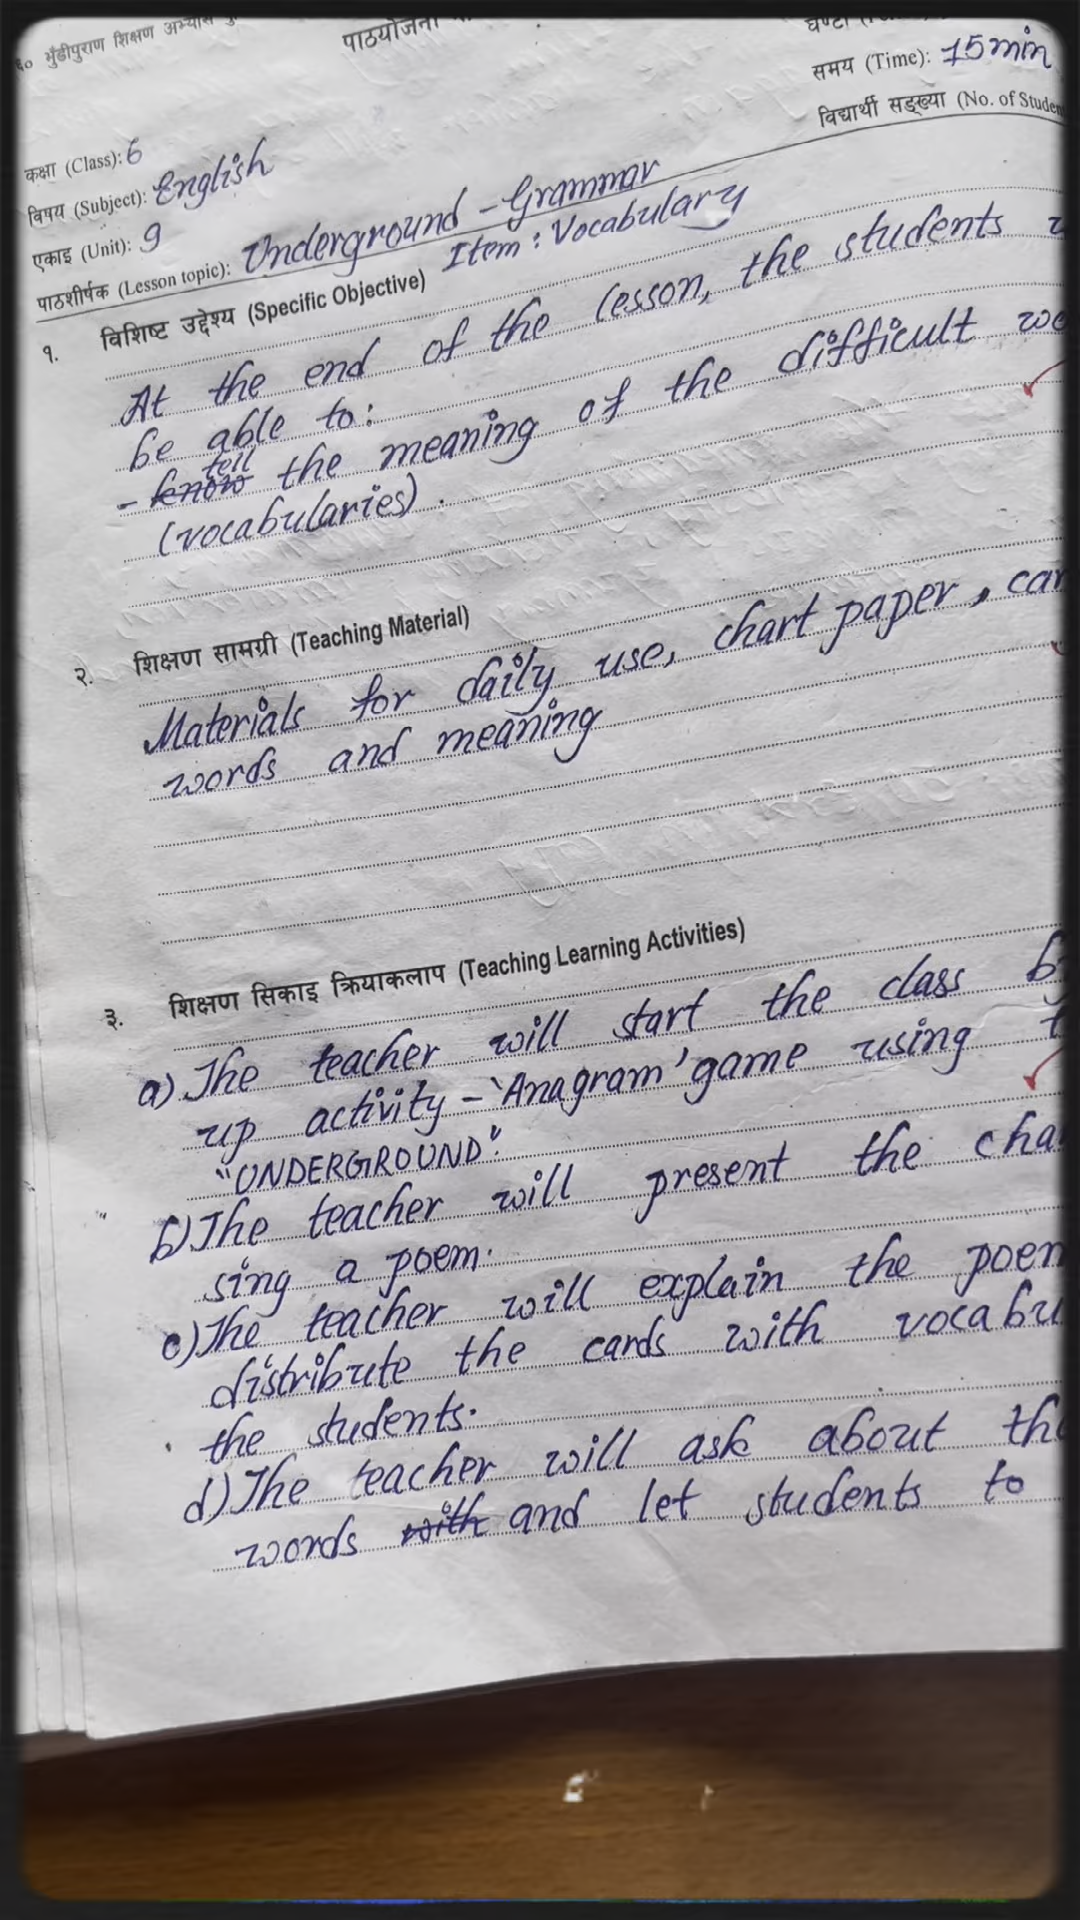 ६० भुँडीपुराण शिक्षण अभ्यास
पाठयोजना
घण्टा
समय (Time): 15min
विद्यार्थी सङ्ख्या (No. of Studen
कक्षा (Class): 6
विषय (Subject): English
एकाइ (Unit): 9
पाठशीर्षक (Lesson topic): Underground - Grammar
Item : Vocabulary
१. विशिष्ट उद्देश्य (Specific Objective)
At the end of the lesson, the students
be able to:
- know tell the meaning of the difficult wo
(vocabularies).
२. शिक्षण सामग्री (Teaching Material)
Materials for daily use, chart paper, car
words and meaning
३. शिक्षण सिकाइ क्रियाकलाप (Teaching Learning Activities)
a) The teacher will start the class b
up activity - 'Anagram' game using t
"UNDERGROUND".
b) The teacher will present the cha
sing a poem.
c) The teacher will explain the poem
distribute the cards with vocabu
the students.
d) The teacher will ask about the
words with and let students to